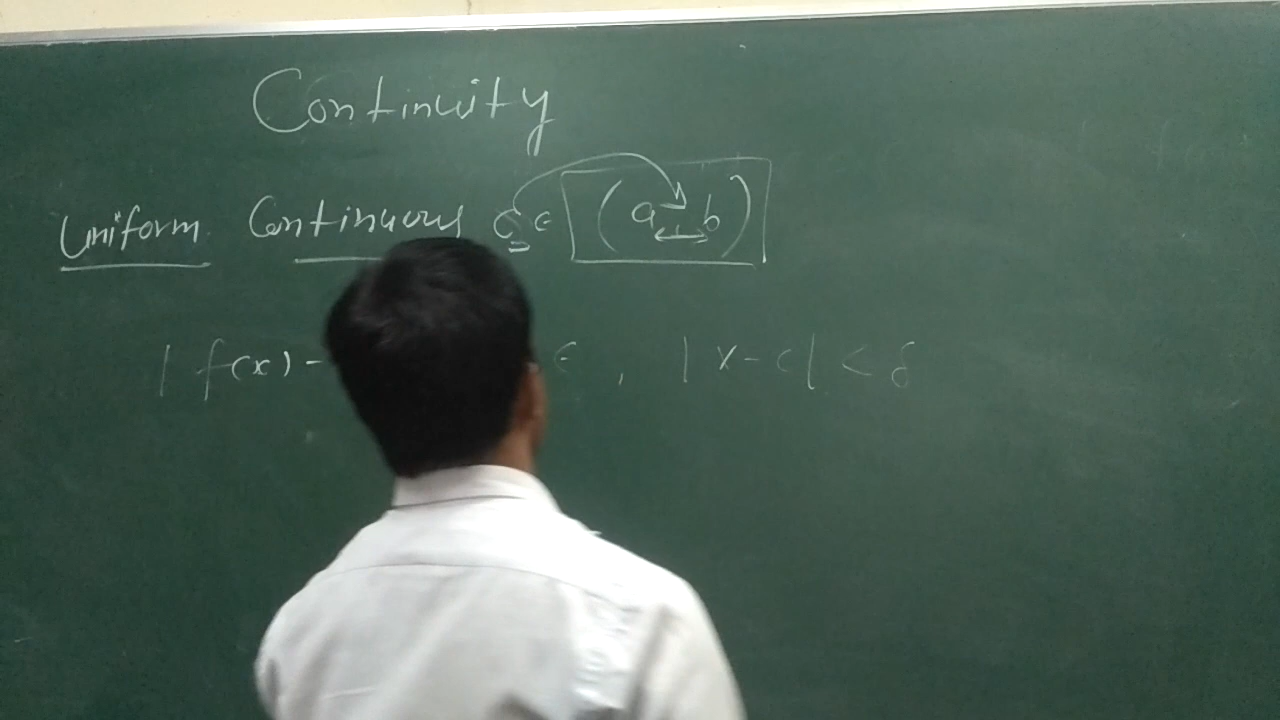 Continuity
Uniform Continuous c ∈ (a b)
|f(x) - ϵ, |x - c| < δ